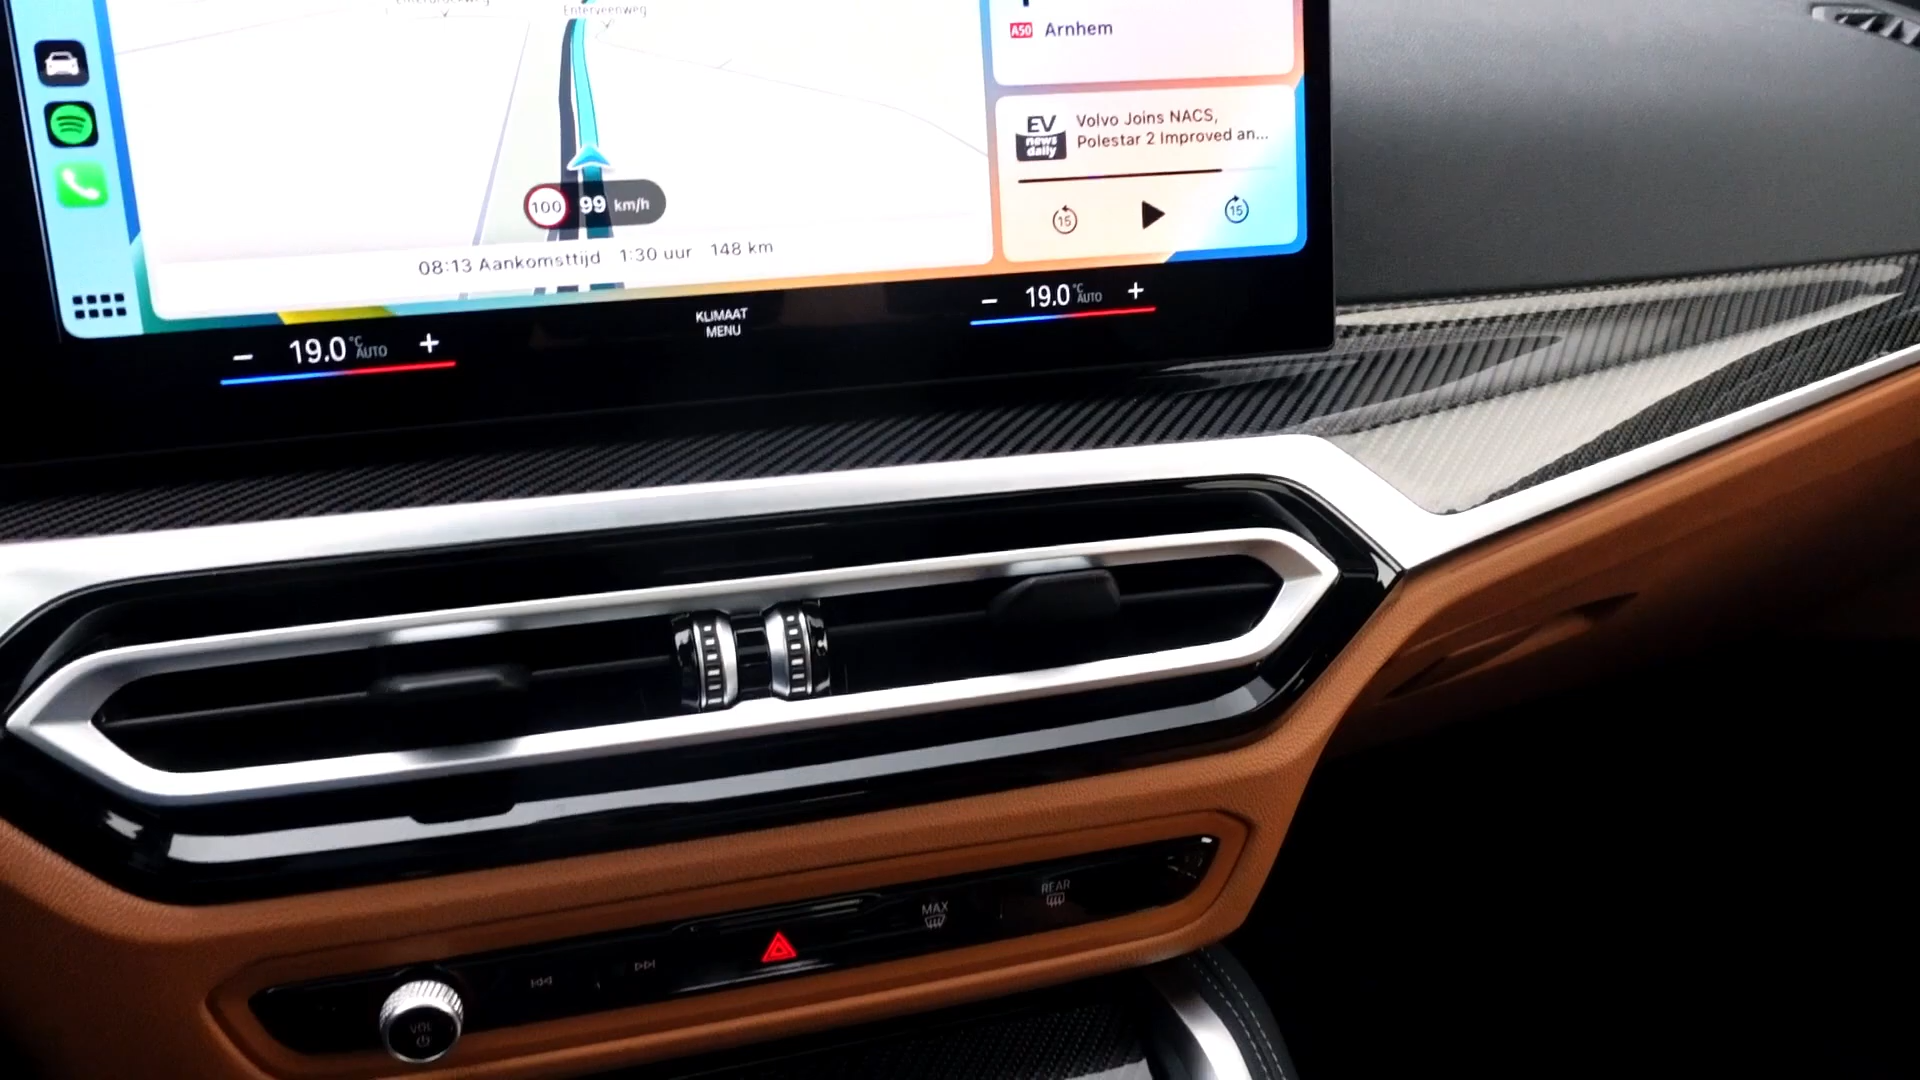 Enterveenweg
A50 Arnhem
EV
news
daily
Volvo Joins NACS,
Polestar 2 Improved an...
100 99 km/h
15 15
08:13 Aankomsttijd 1:30 uur 148 km
− 19.0 °C AUTO +
KLIMAAT
MENU
− 19.0 °C AUTO +
MAX
REAR
VOL